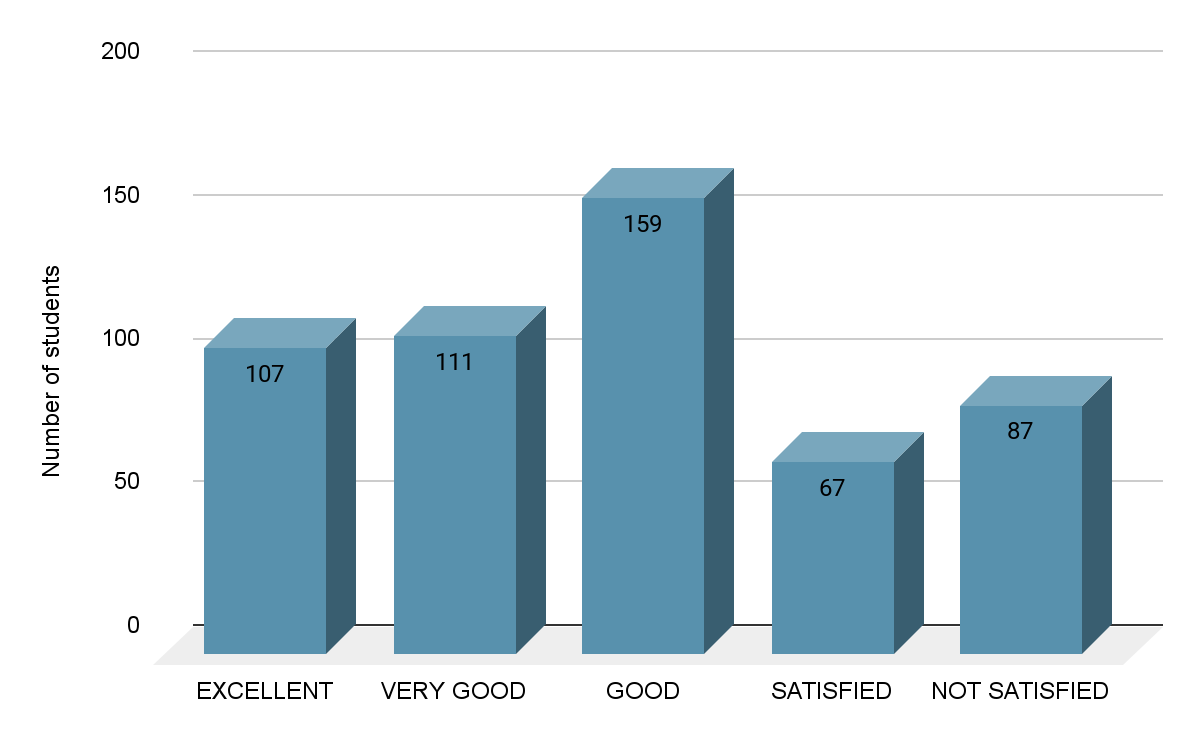 200
150
100
50
0
Number of students
107
111
159
67
87
EXCELLENT
VERY GOOD
GOOD
SATISFIED
NOT SATISFIED